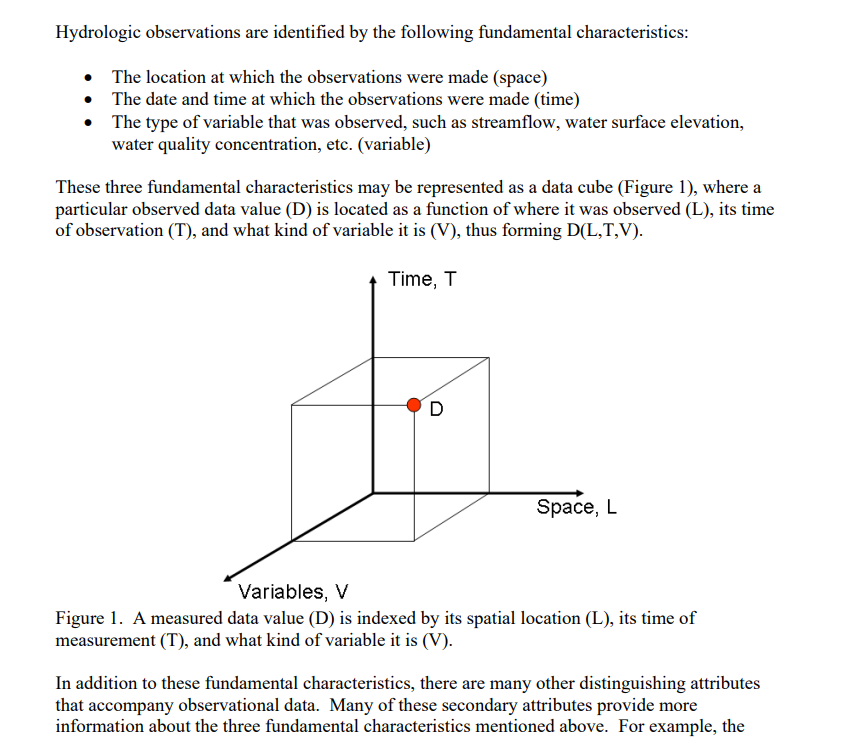 Hydrologic observations are identified by the following fundamental characteristics:
• The location at which the observations were made (space)
• The date and time at which the observations were made (time)
• The type of variable that was observed, such as streamflow, water surface elevation,
water quality concentration, etc. (variable)
These three fundamental characteristics may be represented as a data cube (Figure 1), where a
particular observed data value (D) is located as a function of where it was observed (L), its time
of observation (T), and what kind of variable it is (V), thus forming D(L,T,V).
Time, T
D
Space, L
Variables, V
Figure 1.  A measured data value (D) is indexed by its spatial location (L), its time of
measurement (T), and what kind of variable it is (V).
In addition to these fundamental characteristics, there are many other distinguishing attributes
that accompany observational data.  Many of these secondary attributes provide more
information about the three fundamental characteristics mentioned above.  For example, the